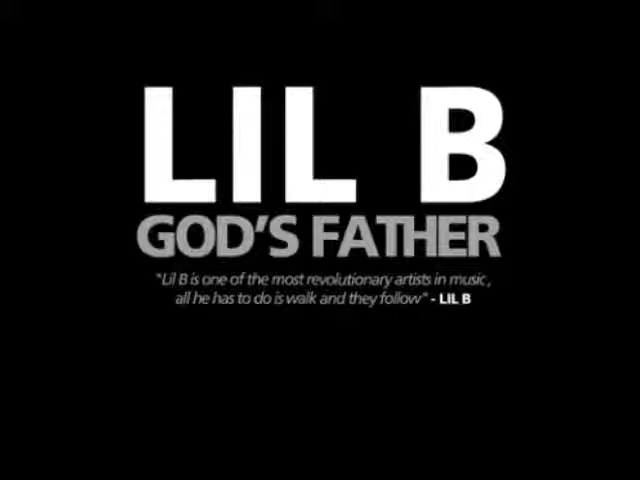 LIL B
GOD'S FATHER
"Lil B is one of the most revolutionary artists in music,
all he has to do is walk and they follow" - LIL B